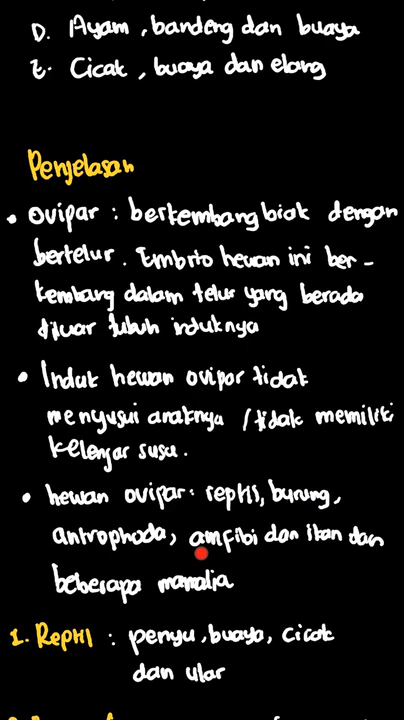 D. Ayam, bandeng dan buaya
E. Cicak, buaya dan elang
Penjelasan
• Ovipar : berkembang biak dengan
bertelur. Embrio hewan ini ber-
kembang dalam telur yang berada
diluar tubuh induknya
• Induk hewan ovipar tidak
menyusui anaknya / tidak memiliki
kelenjar susu.
• hewan ovipar : reptil, burung,
antrophoda, amfibi dan ikan dan
beberapa mamalia
1. Reptil : penyu, buaya, cicak
dan ular